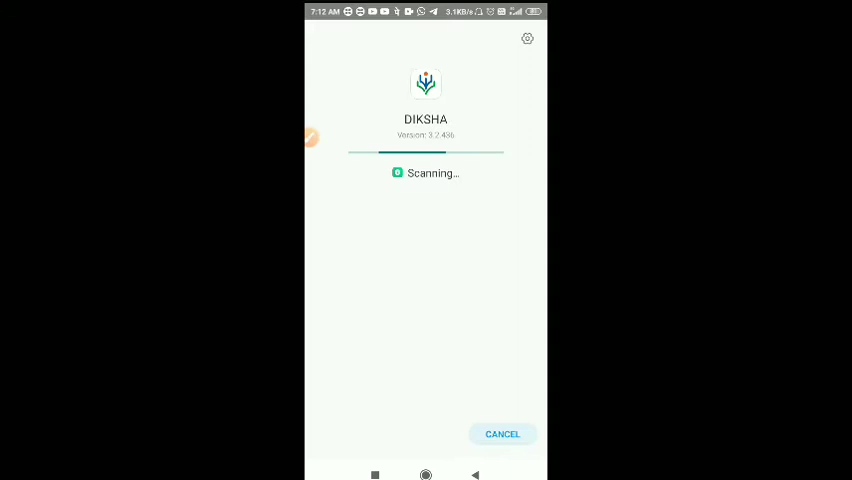 7:12 AM 3.1KB/s
DIKSHA
Version: 3.2.436
Scanning...
CANCEL